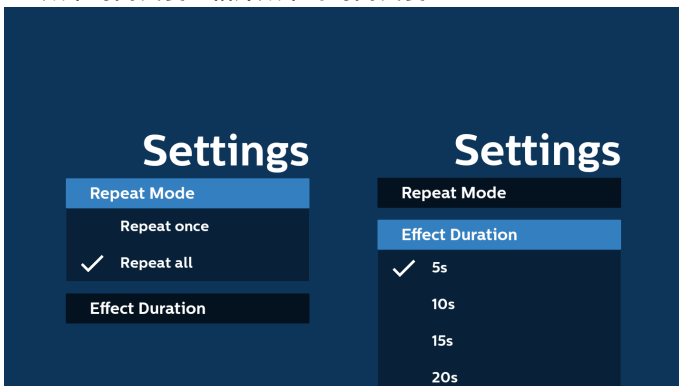 Settings
Repeat Mode
Repeat once
Repeat all
Effect Duration
Settings
Repeat Mode
Effect Duration
5s
10s
15s
20s